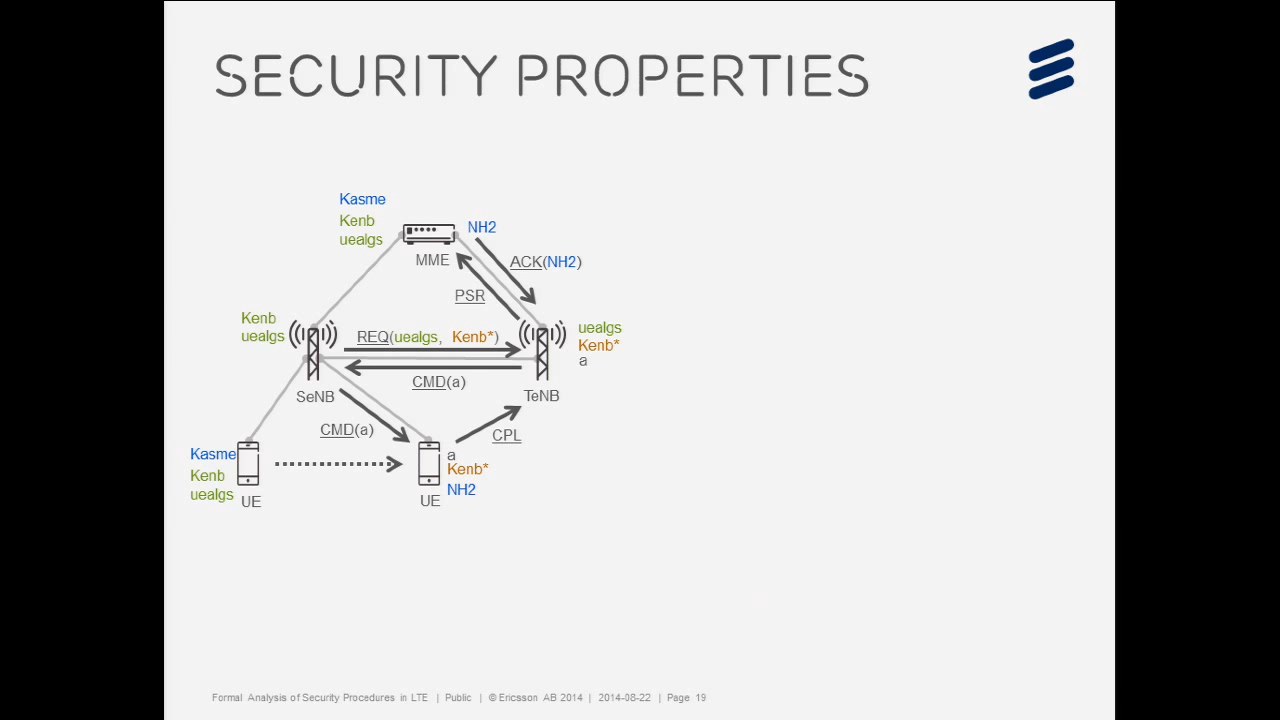 SECURITY PROPERTIES
Kasme
Kenb
uealgs
NH2
MME
ACK(NH2)
PSR
Kenb
uealgs
REQ(uealgs, Kenb*)
uealgs
Kenb*
a
CMD(a)
SeNB
TeNB
CMD(a)
CPL
Kasme
Kenb
uealgs
UE
a
Kenb*
NH2
UE
Formal Analysis of Security Procedures in LTE | Public | © Ericsson AB 2014 | 2014-08-22 | Page 19